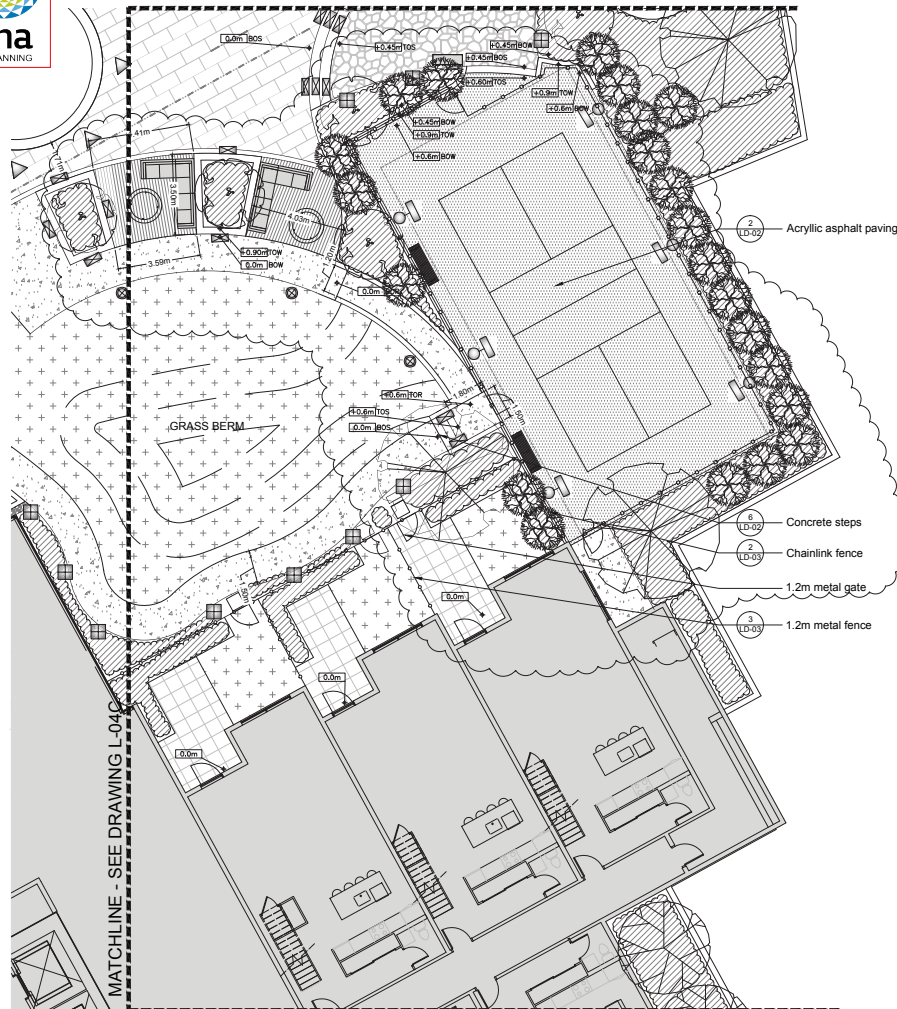 na
ANNING
0.0m BOS
+0.45m TOS
+0.45m BOW
+0.45m BOS
+0.60m TOS
+0.9m TOW
+0.6m BOW
+0.45m BOW
+0.9m TOW
+0.6m BOW
41m
3.50m
4.03m
3.59m
+0.90m TOW
0.0m BOW
0.0m
2
LD-02
Acryllic asphalt paving
+0.6m TOR
1.80m
+0.6m TOS
0.0m BOS
GRASS BERM
6
LD-02
Concrete steps
2
LD-03
Chainlink fence
1.2m metal gate
0.0m
3
LD-03
1.2m metal fence
0.0m
0.0m
MATCHLINE - SEE DRAWING L-04C